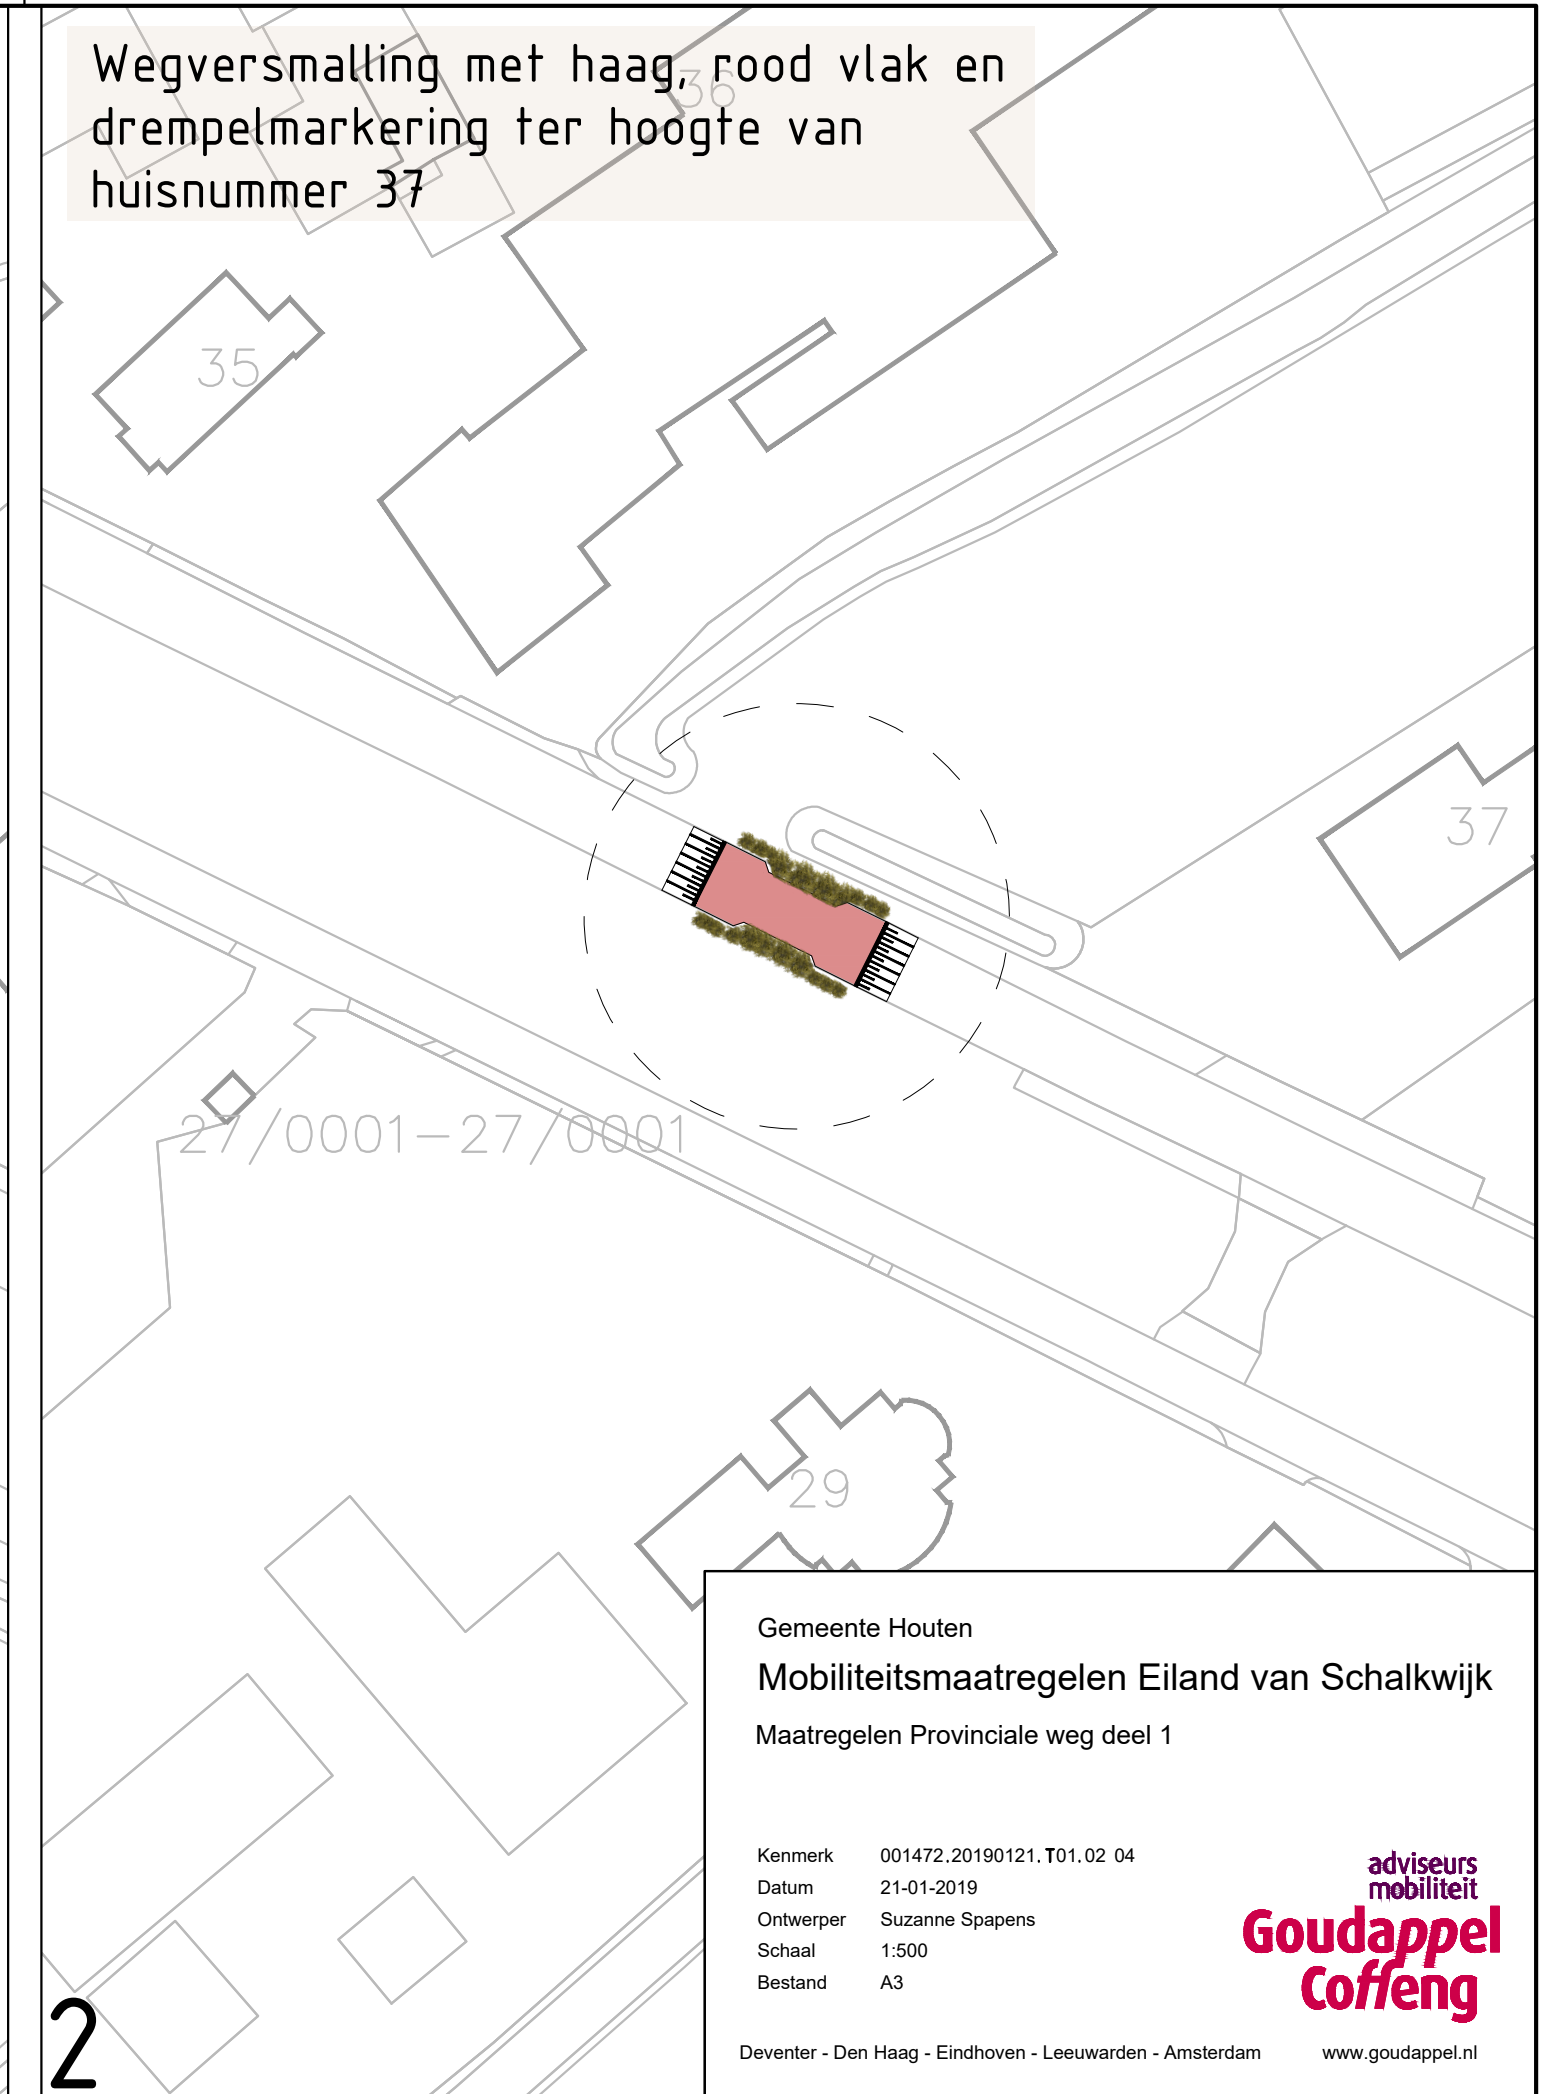 Wegversmalling met haag, rood vlak en
drempelmarkering ter hoogte van
huisnummer 37
36
35
37
27/0001-27/0001
29
Gemeente Houten
Mobiliteitsmaatregelen Eiland van Schalkwijk
Maatregelen Provinciale weg deel 1
Kenmerk 001472.20190121.T01.02 04
Datum 21-01-2019
Ontwerper Suzanne Spapens
Schaal 1:500
Bestand A3
adviseurs
mobiliteit
Goudappel
Coffeng
Deventer - Den Haag - Eindhoven - Leeuwarden - Amsterdam www.goudappel.nl
2